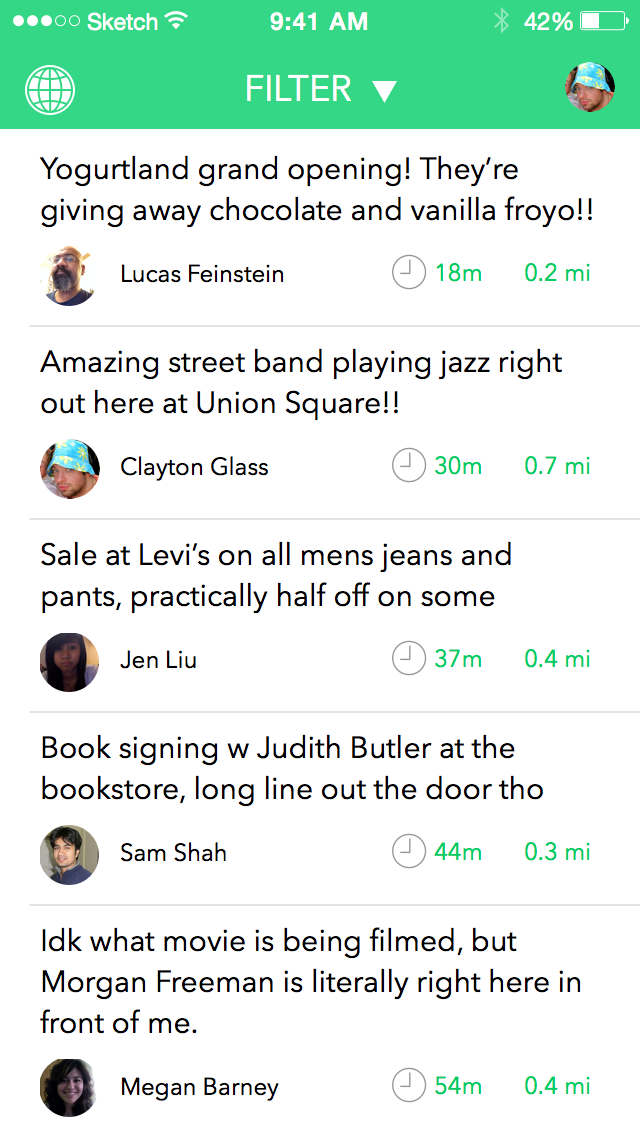 Sketch 9:41 AM 42%
FILTER
Yogurtland grand opening! They’re
giving away chocolate and vanilla froyo!!
Lucas Feinstein 18m 0.2 mi
Amazing street band playing jazz right
out here at Union Square!!
Clayton Glass 30m 0.7 mi
Sale at Levi’s on all mens jeans and
pants, practically half off on some
Jen Liu 37m 0.4 mi
Book signing w Judith Butler at the
bookstore, long line out the door tho
Sam Shah 44m 0.3 mi
Idk what movie is being filmed, but
Morgan Freeman is literally right here in
front of me.
Megan Barney 54m 0.4 mi